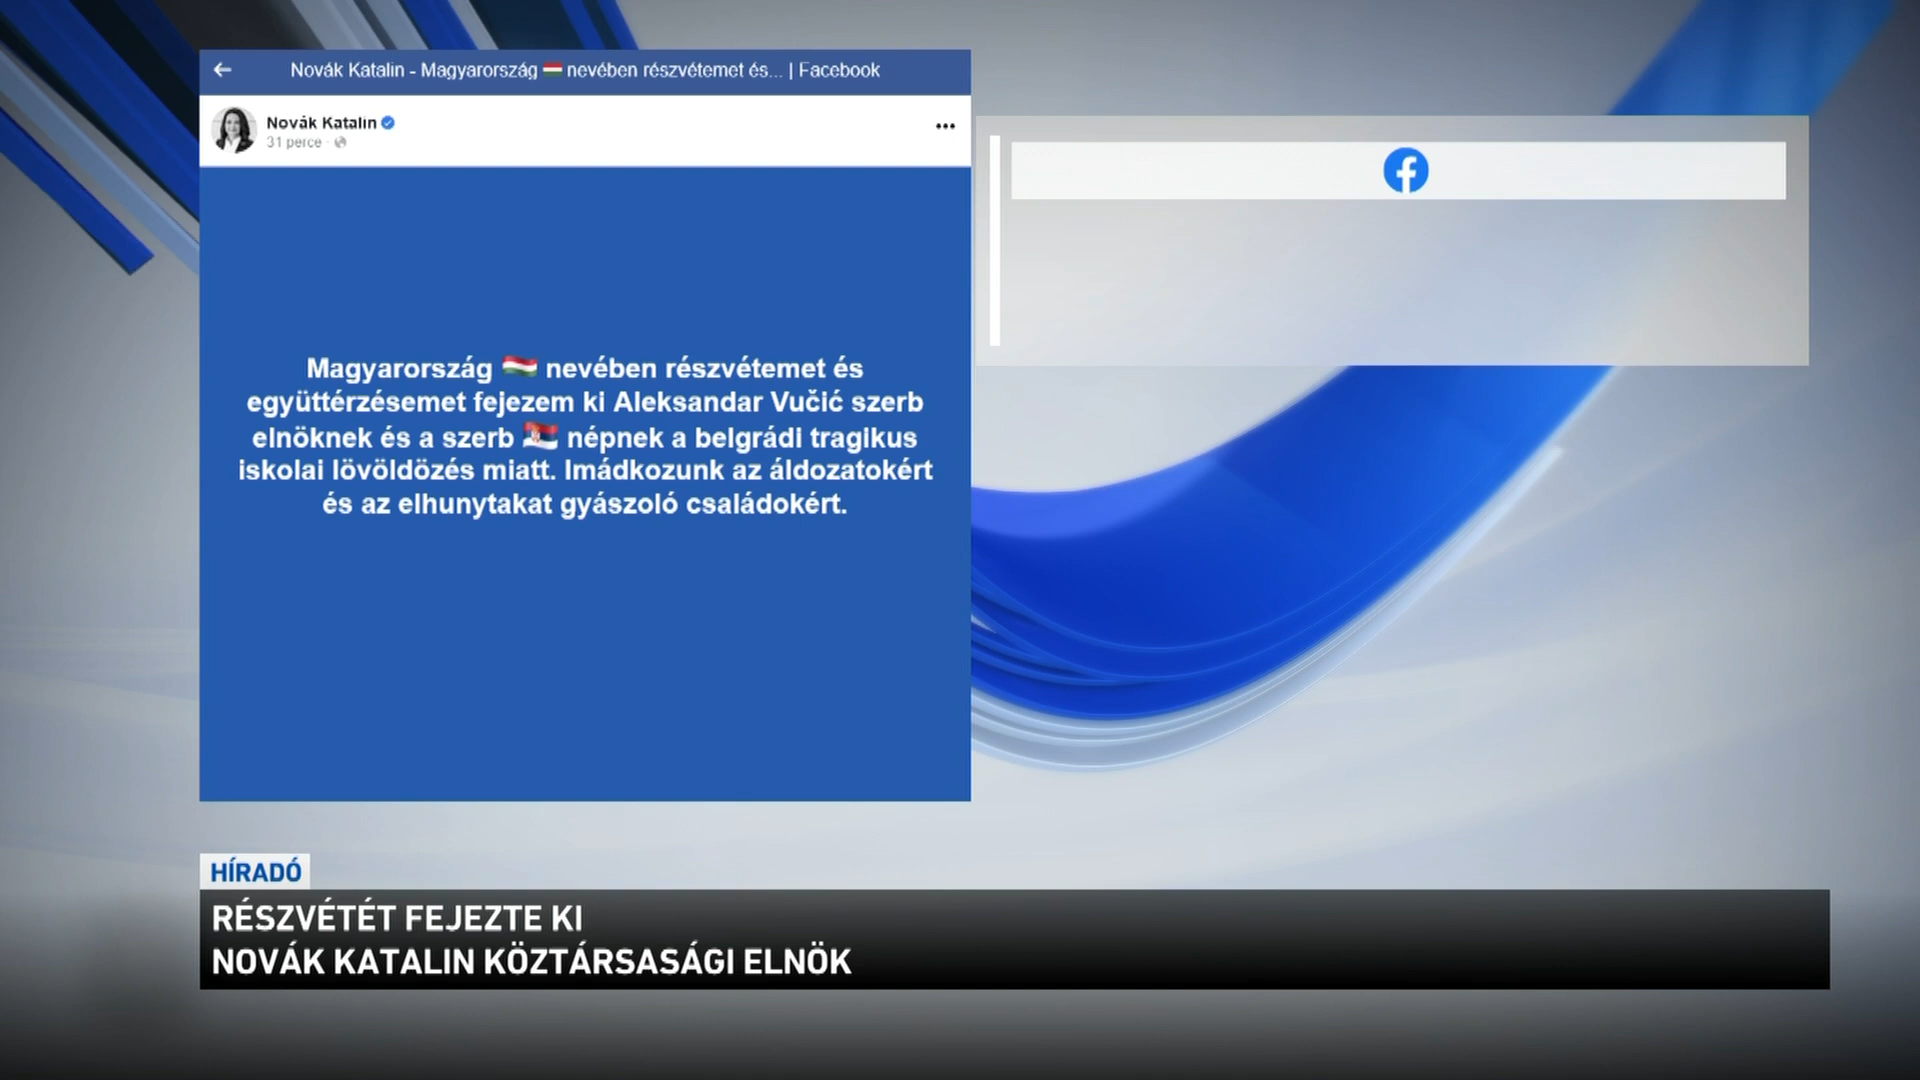 Novák Katalin - Magyarország 🇭🇺 nevében részvétemet és... | Facebook
Novák Katalin
31 perce ·
Magyarország 🇭🇺 nevében részvétemet és
együttérzésemet fejezem ki Aleksandar Vučić szerb
elnöknek és a szerb 🇷🇸 népnek a belgrádi tragikus
iskolai lövöldözés miatt. Imádkozunk az áldozatokért
és az elhunytakat gyászoló családokért.
HÍRADÓ
RÉSZVÉTÉT FEJEZTE KI
NOVÁK KATALIN KÖZTÁRSASÁGI ELNÖK